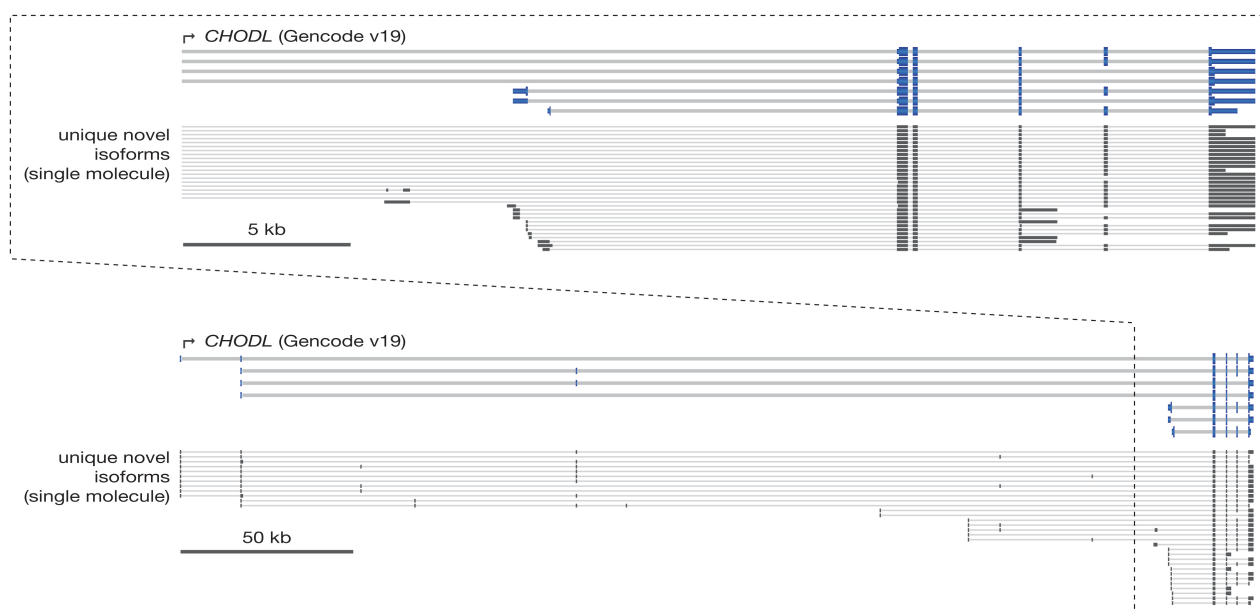 CHODL (Gencode v19)
unique novel
isoforms
(single molecule)
5 kb
CHODL (Gencode v19)
unique novel
isoforms
(single molecule)
50 kb